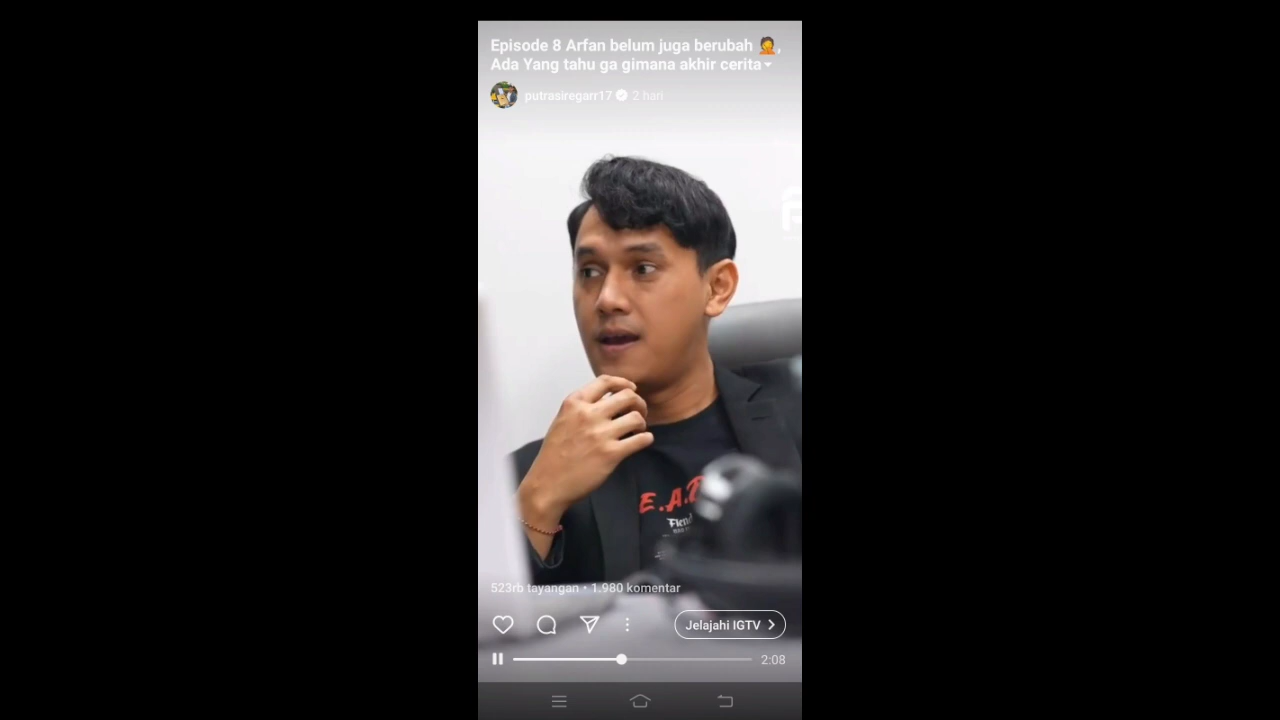 Episode 8 Arfan belum juga berubah 🤦,
Ada Yang tahu ga gimana akhir cerita
putrasiregarr17 2 hari
E.A.
Fiend
523rb tayangan • 1.980 komentar
Jelajahi IGTV
2:08